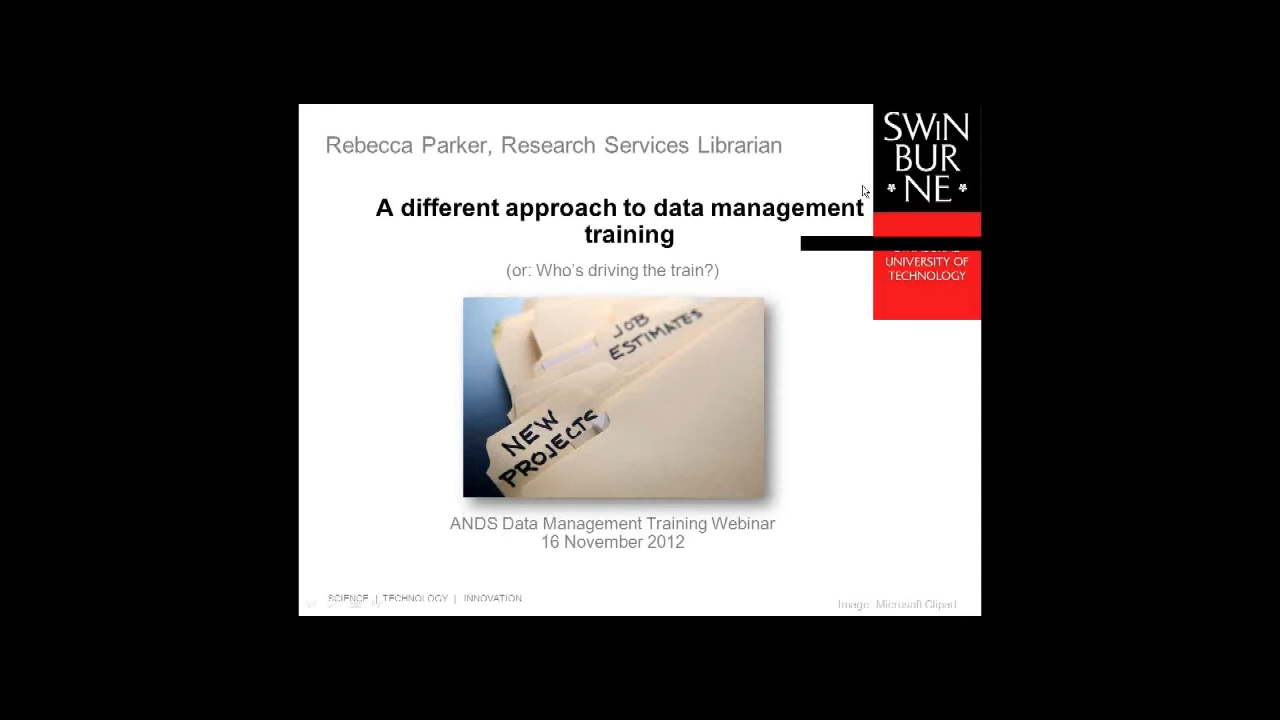 Rebecca Parker, Research Services Librarian
SWIN
BUR
NE
A different approach to data management
training
UNIVERSITY OF
TECHNOLOGY
(or: Who's driving the train?)
JOB
ESTIMATES
NEW
PROJECTS
ANDS Data Management Training Webinar
16 November 2012
SCIENCE | TECHNOLOGY | INNOVATION
Image: Microsoft Clipart